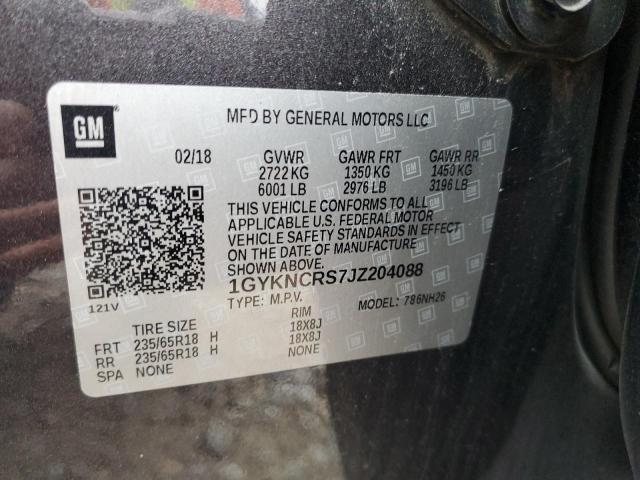 GM
MFD BY GENERAL MOTORS LLC
02/18 GVWR GAWR FRT GAWR RR
2722 KG 1350 KG 1450 KG
6001 LB 2976 LB 3196 LB
THIS VEHICLE CONFORMS TO ALL
APPLICABLE U.S. FEDERAL MOTOR
VEHICLE SAFETY STANDARDS IN EFFECT
ON THE DATE OF MANUFACTURE
SHOWN ABOVE.
1GYKNCRS7JZ204088
121V
TYPE: M.P.V. MODEL: 786NH26
TIRE SIZE RIM
FRT 235/65R18 H 18X8J
RR 235/65R18 H 18X8J
SPA NONE NONE